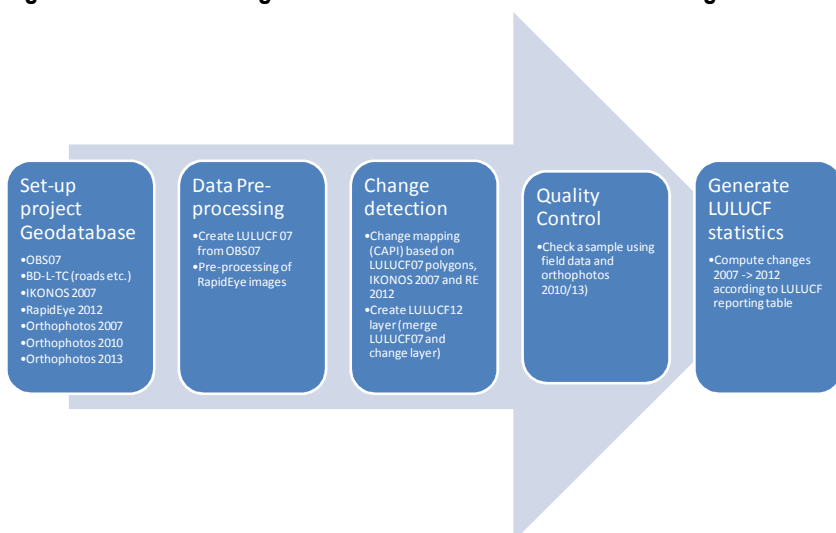 Set-up
project
Geodatabase
•OBS07
•BD-L-TC (roads etc.)
•IKONOS 2007
•RapidEye 2012
•Orthophotos 2007
•Orthophotos 2010
•Orthophotos 2013
Data Pre-
processing
•Create LULUCF 07
from OBS07
•Pre-processing of
RapidEye images
Change
detection
•Change mapping
(CAPI) based on
LULUCF07 polygons,
IKONOS 2007 and RE
2012
•Create LULUCF12
layer (merge
LULUCF07 and
change layer)
Quality
Control
•Check a sample using
field data and
orthophotos
2010/13)
Generate
LULUCF
statistics
•Compute changes
2007 -> 2012
according to LULUCF
reporting table